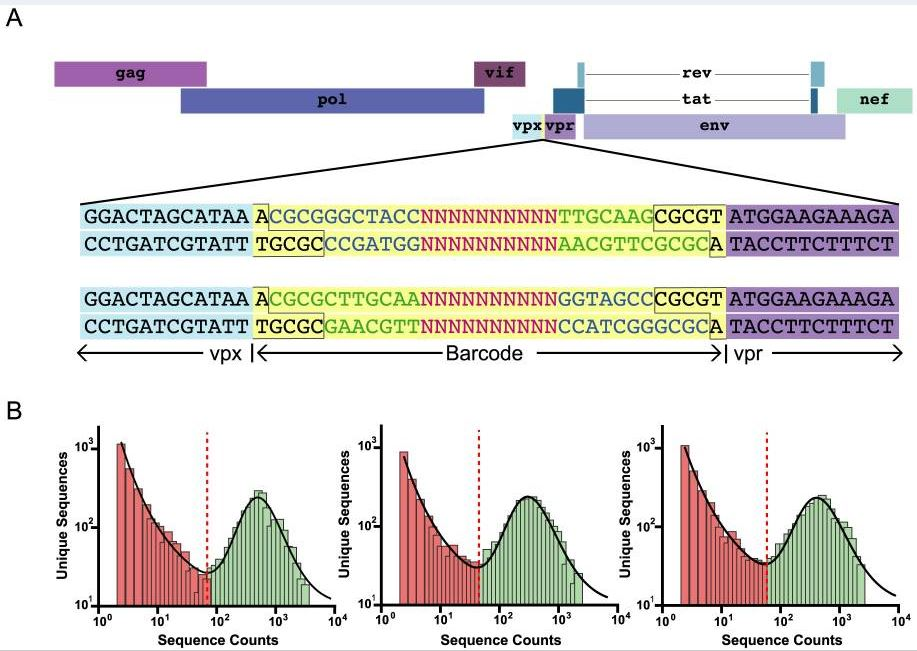 A
gag vif rev
pol tat nef
vpx vpr env
GGACTAGCATAA ACGCGGGCTACCNNNNNNNNNNTTGCAAGCGCGT ATGGAAGAAAGA
CCTGATCGTATT TGCGCCCGATGGNNNNNNNNNNAACGTTCGCGCA TACCTTCTTTCT
GGACTAGCATAA ACGCGCTTGCAANNNNNNNNNNGGTAGCCCGCGT ATGGAAGAAAGA
CCTGATCGTATT TGCGCGAACGTTNNNNNNNNNNCCATCGGGCGCA TACCTTCTTTCT
vpx Barcode vpr
B
Unique Sequences
10³
10²
10¹
10⁰ 10¹ 10² 10³ 10⁴
Sequence Counts
Unique Sequences
10³
10²
10¹
10⁰ 10¹ 10² 10³ 10⁴
Sequence Counts
Unique Sequences
10³
10²
10¹
10⁰ 10¹ 10² 10³ 10⁴
Sequence Counts